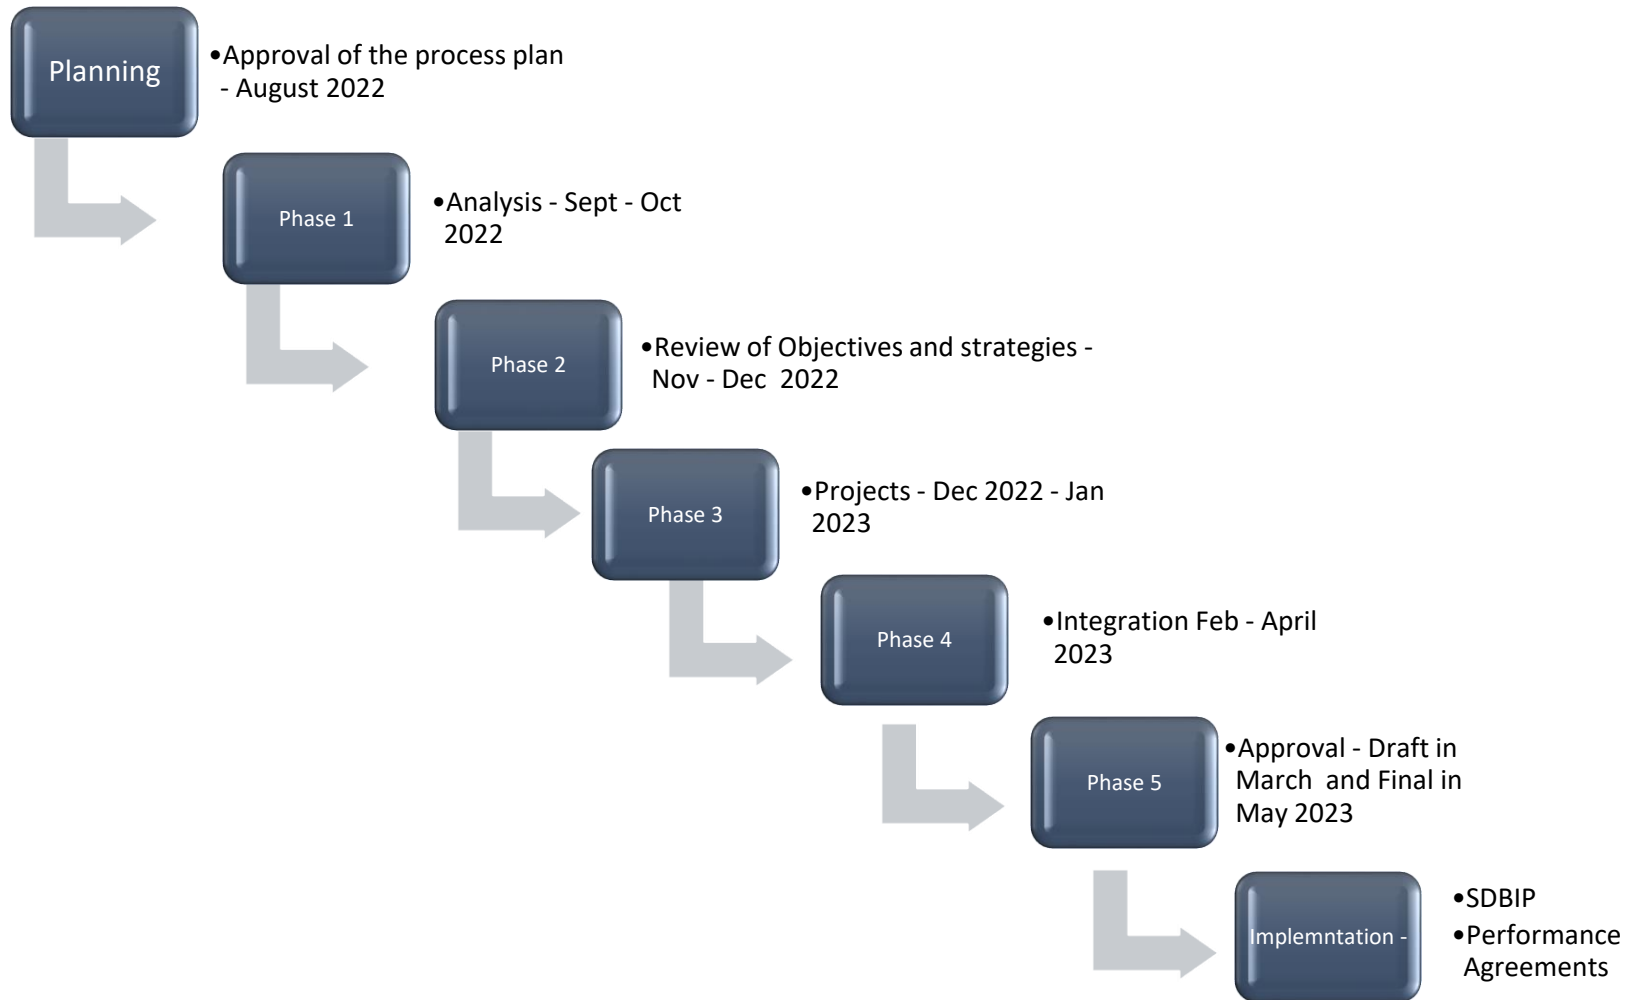 Planning
•Approval of the process plan
- August 2022
Phase 1
•Analysis - Sept - Oct
2022
Phase 2
•Review of Objectives and strategies -
Nov - Dec  2022
Phase 3
•Projects - Dec 2022 - Jan
2023
Phase 4
•Integration Feb - April
2023
Phase 5
•Approval - Draft in
March  and Final in
May 2023
Implemntation -
•SDBIP
•Performance
Agreements